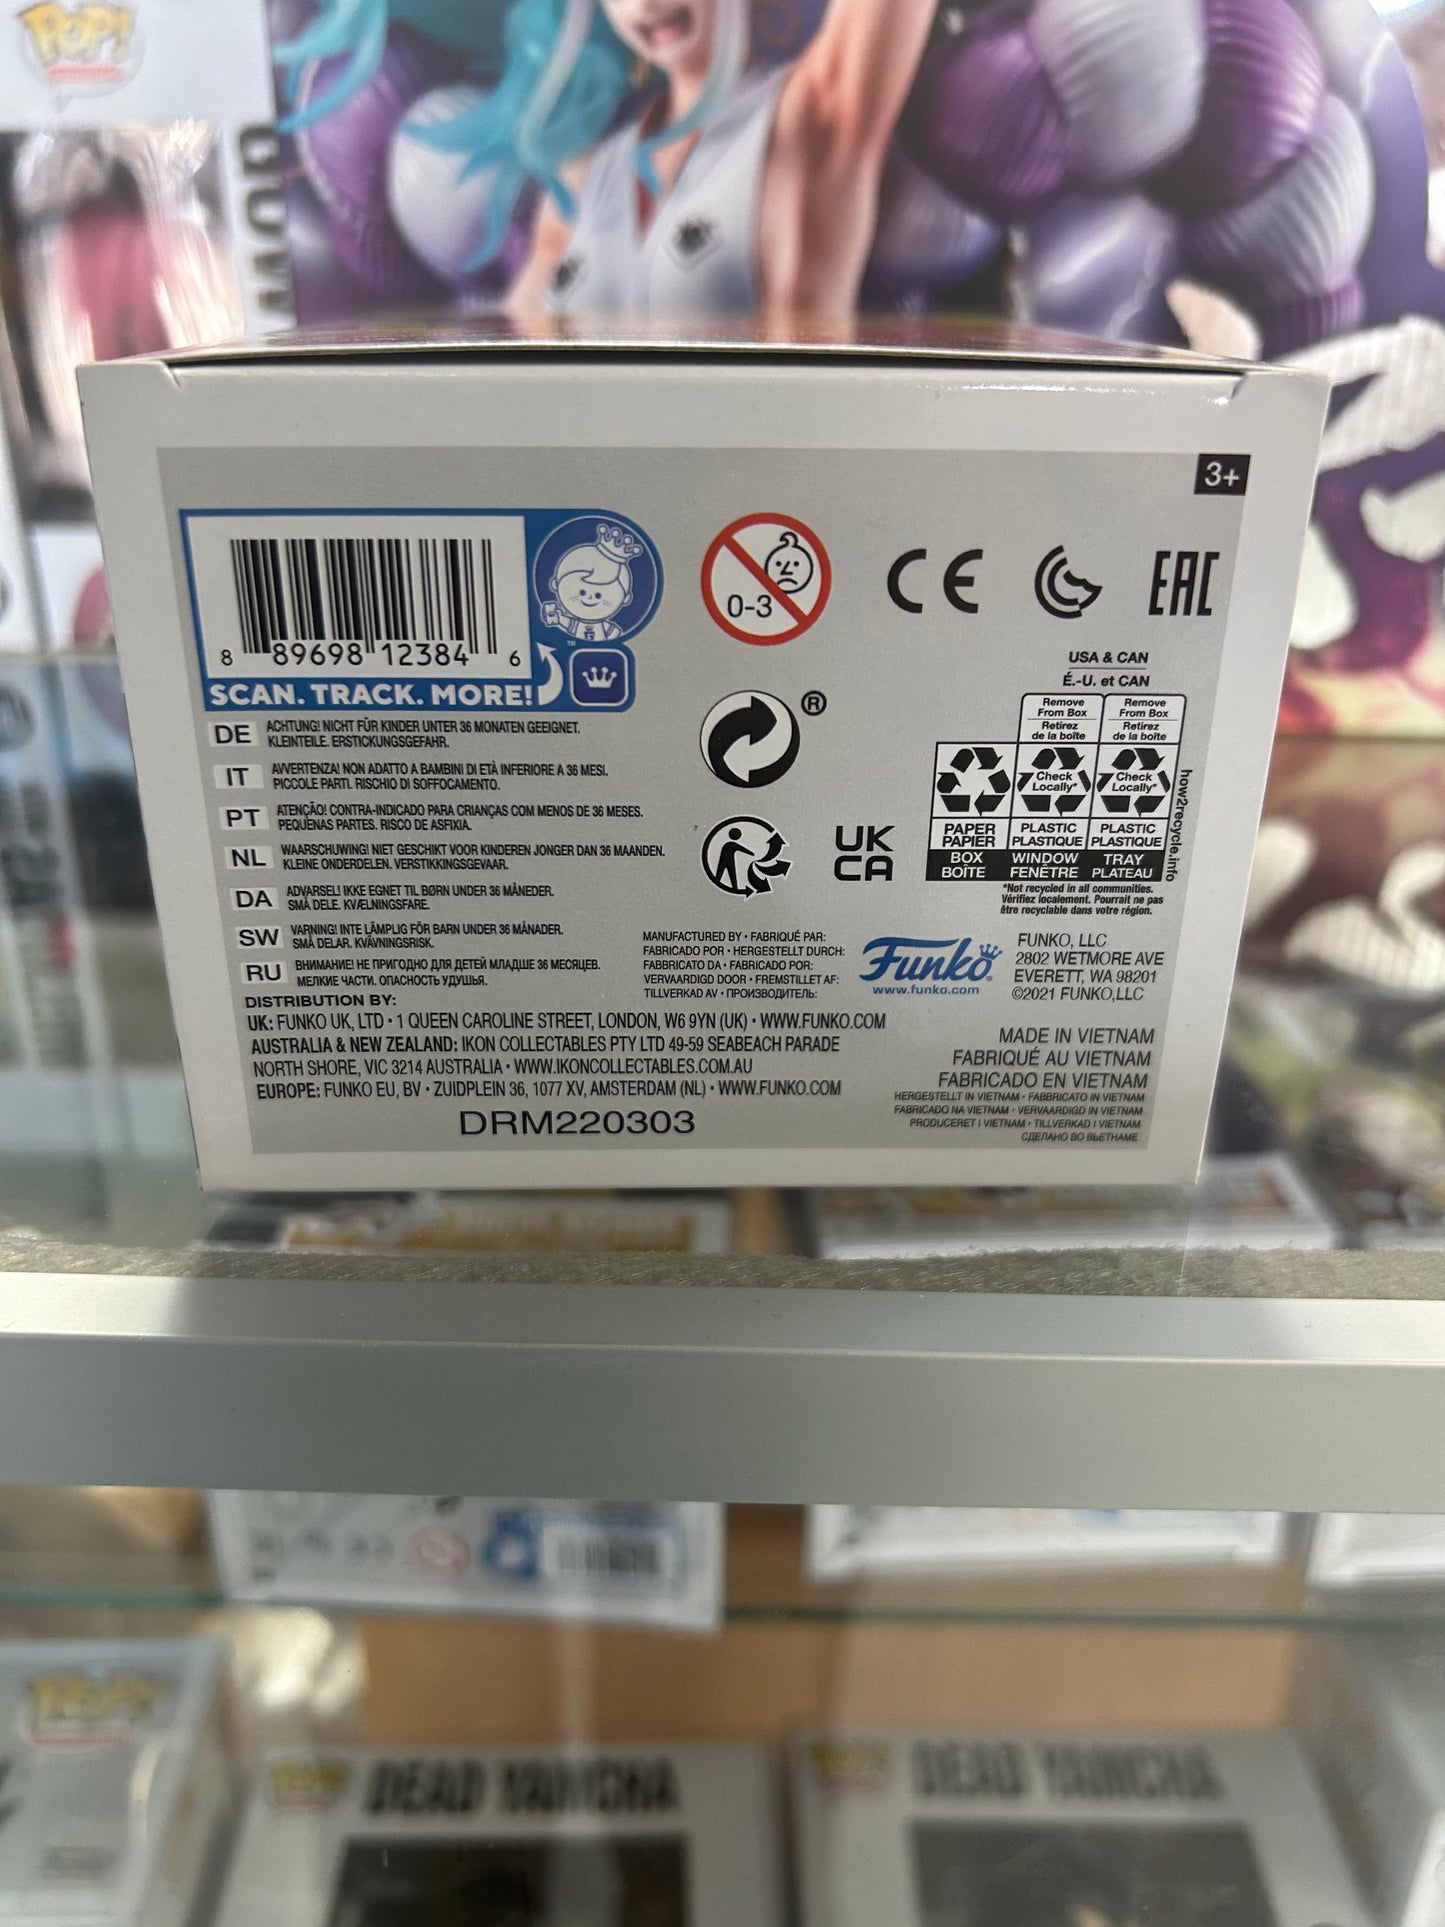 POP!
3+
8 89698 12384 6
SCAN. TRACK. MORE!
™
0-3
CE
EAC
USA & CAN
É.-U. et CAN
Remove From Box
Retirez de la boîte
Remove From Box
Retirez de la boîte
Check Locally*
Check Locally*
PAPER PAPIER
PLASTIC PLASTIQUE
PLASTIC PLASTIQUE
BOX BOÎTE
WINDOW FENÊTRE
TRAY PLATEAU
how2recycle.info
*Not recycled in all communities.
Vérifiez localement. Pourrait ne pas
être recyclable dans votre région.
®
UK
CA
DE ACHTUNG! NICHT FÜR KINDER UNTER 36 MONATEN GEEIGNET.
KLEINTEILE. ERSTICKUNGSGEFAHR.
IT AVVERTENZA! NON ADATTO A BAMBINI DI ETÀ INFERIORE A 36 MESI.
PICCOLE PARTI. RISCHIO DI SOFFOCAMENTO.
PT ATENÇÃO! CONTRA-INDICADO PARA CRIANÇAS COM MENOS DE 36 MESES.
PEQUENAS PARTES. RISCO DE ASFIXIA.
NL WAARSCHUWING! NIET GESCHIKT VOOR KINDEREN JONGER DAN 36 MAANDEN.
KLEINE ONDERDELEN. VERSTIKKINGSGEVAAR.
DA ADVARSEL! IKKE EGNET TIL BØRN UNDER 36 MÅNEDER.
SMÅ DELE. KVÆLNINGSFARE.
SW VARNING! INTE LÄMPLIG FÖR BARN UNDER 36 MÅNADER.
SMÅ DELAR. KVÄVNINGSRISK.
RU ВНИМАНИЕ! НЕ ПРИГОДНО ДЛЯ ДЕТЕЙ МЛАДШЕ 36 МЕСЯЦЕВ.
МЕЛКИЕ ЧАСТИ. ОПАСНОСТЬ УДУШЬЯ.
MANUFACTURED BY • FABRIQUÉ PAR:
FABRICADO POR • HERGESTELLT DURCH:
FABBRICATO DA • FABRICADO POR:
VERVAARDIGD DOOR • FREMSTILLET AF:
TILLVERKAD AV • ПРОИЗВОДИТЕЛЬ:
Funko
www.funko.com
FUNKO, LLC
2802 WETMORE AVE
EVERETT, WA 98201
©2021 FUNKO,LLC
DISTRIBUTION BY:
UK: FUNKO UK, LTD • 1 QUEEN CAROLINE STREET, LONDON, W6 9YN (UK) • WWW.FUNKO.COM
AUSTRALIA & NEW ZEALAND: IKON COLLECTABLES PTY LTD 49-59 SEABEACH PARADE
NORTH SHORE, VIC 3214 AUSTRALIA • WWW.IKONCOLLECTABLES.COM.AU
EUROPE: FUNKO EU, BV • ZUIDPLEIN 36, 1077 XV, AMSTERDAM (NL) • WWW.FUNKO.COM
DRM220303
MADE IN VIETNAM
FABRIQUÉ AU VIETNAM
FABRICADO EN VIETNAM
HERGESTELLT IN VIETNAM • FABBRICATO IN VIETNAM
FABRICADO NA VIETNAM • VERVAARDIGD IN VIETNAM
PRODUCERET I VIETNAM • TILLVERKAD I VIETNAM
СДЕЛАНО ВО ВЬЕТНАМЕ
POP!
DEAD YAMCHA
DEAD YAMCHA